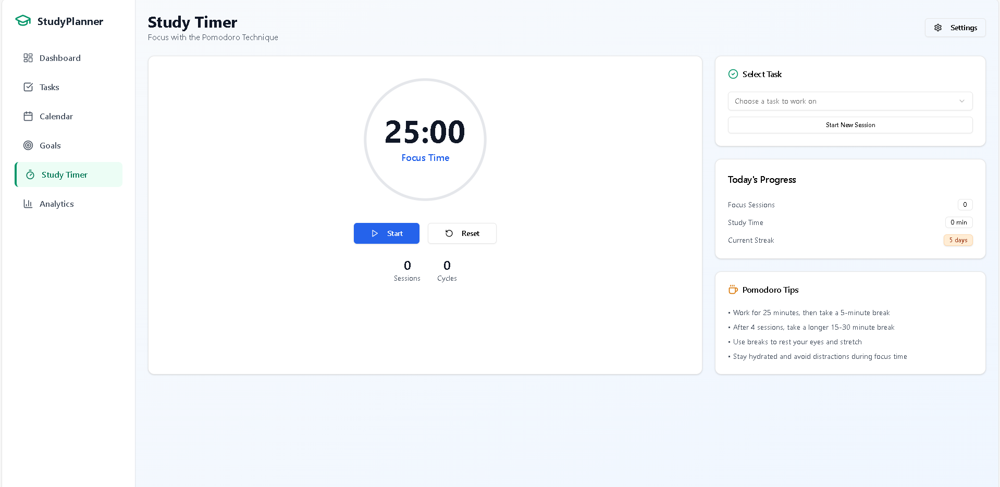 StudyPlanner
Dashboard
Tasks
Calendar
Goals
Study Timer
Analytics
Study Timer
Focus with the Pomodoro Technique
Settings
25:00
Focus Time
Start
Reset
0
Sessions
0
Cycles
Select Task
Choose a task to work on
Start New Session
Today's Progress
Focus Sessions 0
Study Time 0 min
Current Streak 5 days
Pomodoro Tips
• Work for 25 minutes, then take a 5-minute break
• After 4 sessions, take a longer 15-30 minute break
• Use breaks to rest your eyes and stretch
• Stay hydrated and avoid distractions during focus time